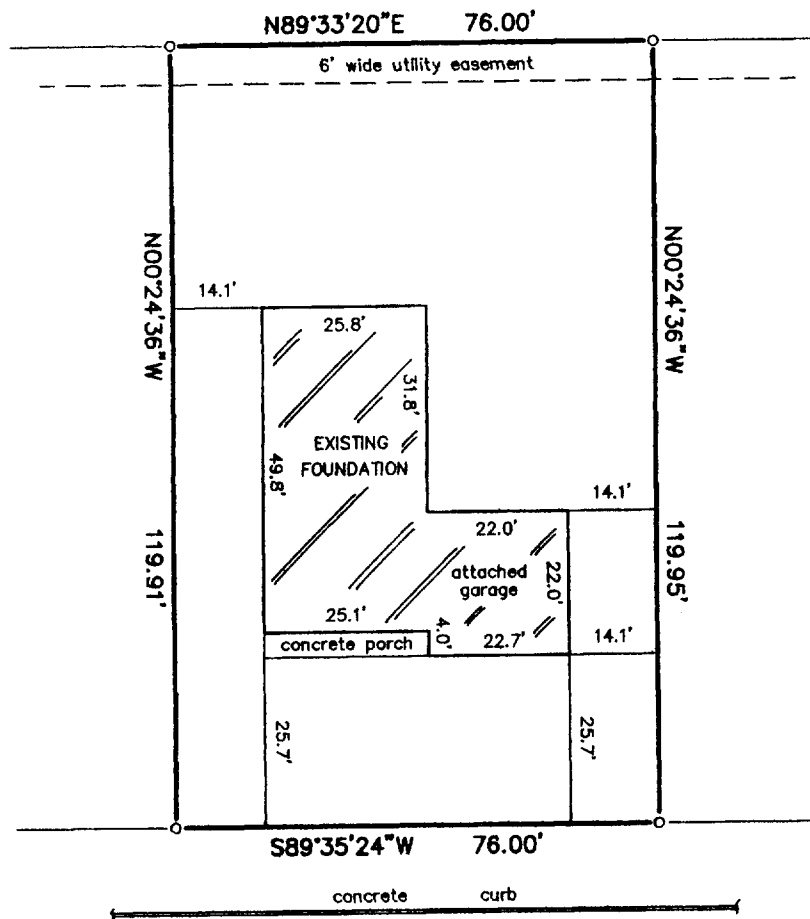 N89°33'20"E 76.00'
6' wide utility easement
N00°24'36"W
N00°24'36"W
14.1'
25.8'
31.8'
EXISTING
FOUNDATION
49.8'
14.1'
22.0'
119.91'
119.95'
attached
garage
22.0'
25.1'
4.0'
22.7'
14.1'
concrete porch
25.7'
25.7'
S89°35'24"W 76.00'
concrete curb